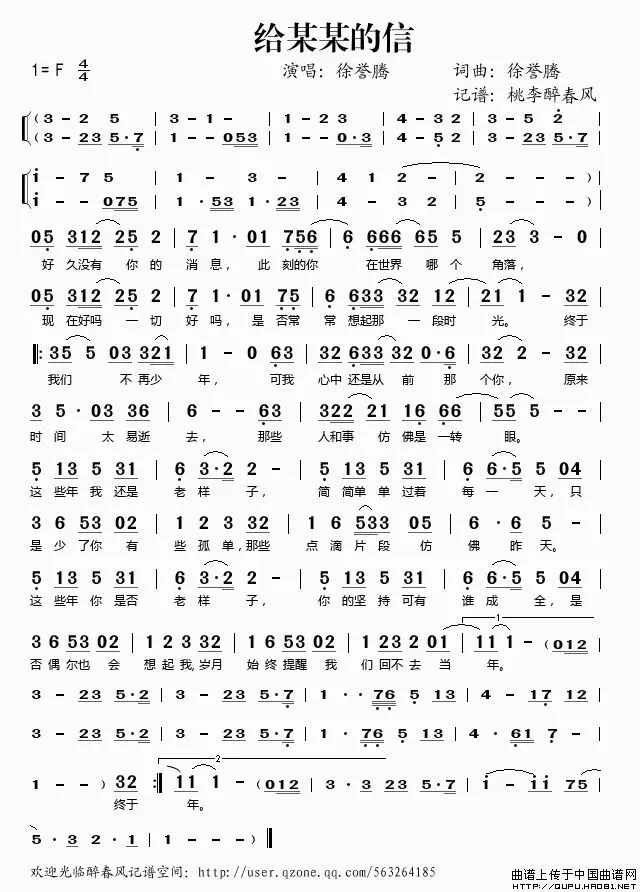 给某某的信
1=F 4/4
演唱：徐誉腾 词曲：徐誉腾
记谱：桃李醉春风
(3 - 2 5 | 3 - 1 - | 1 - 2 3 | 4 - 3 2 | 3 - 5 2
(3 - 23 5·7 | 1 - - 053 | 1 - - 0·3 | 4 - 5 2 | 3 - 23 5·7
1 - 7 5 | 1 - 3 - | 4 1 2 - | 2 - - - )
1 - - 075 | 1·53 1·23 | 4 - 3 2 | 5 - - - )
05 312 25 2 | 7 1·01 756 | 6 666 65 5 | 23 3 - 0 |
好 久没有 你 的 消 息， 此 刻的你 在世界 哪 个 角落，
05 312 25 2 | 7 1·01 75 | 6 633 32 12 | 21 1 - 32 |
现 在好吗 一 切 好 吗，是 否常 常 想起那 一 段时 光。 终于
‖: 35 5 03 321 | 1 - 0 63 | 32 633 32 0·6 | 32 2 - 32 |
我们 不 再少 年， 可我 心中 还是从 前 那 个你， 原来
3 5·03 36 | 6 - - 63 | 322 21 16 66 | 55 5 - |
时 间 太 易逝 去， 那些 人和事 仿 佛是 一转 眼。
5 13 5 31 | 6 3·2 2 - | 5 13 5 31 | 6 6·5 5 04 |
这 些年 我 还是 老 样 子， 简 简单 单 过着 每 一 天，只
3 6 53 02 | 1 2 3 32 | 1 6 533 05 | 6·6 5 - |
是 少 了你 有 些 孤 单，那些 点 滴 片段 仿 佛 昨 天。
5 13 5 31 | 6 3·2 2 - | 5 13 5 31 | 6 6·5 5 04 |
这 些年 你 是否 老 样 子， 你 的坚 持 可有 谁 成 全，是
1
3 6 53 02 | 1 2 3 32 | 1 6 53 02 | 1 23 2 01 | 11 1 - (012 |
否 偶 尔也 会 想 起 我，岁月 始 终 提醒 我 们 回不 去 当 年。
3 - 23 5·2 | 3 - 23 5·7 | 1··76 5 13 | 4 - 17 12 |
3 - 23 5·2 | 3 - 23 5·7 | 1··76 5 13 | 4·61 7 - |
2
1 - - ) 32 :‖ 11 1 - (012 | 3 - 23 5·7 | 1 - 11 75 |
终于 年。
5·3 2 1 | 1 - - - )‖
欢迎光临醉春风记谱空间：http://user.qzone.qq.com/563264185
曲谱上传于中国曲谱网
http://QUPU.HAO81.NET